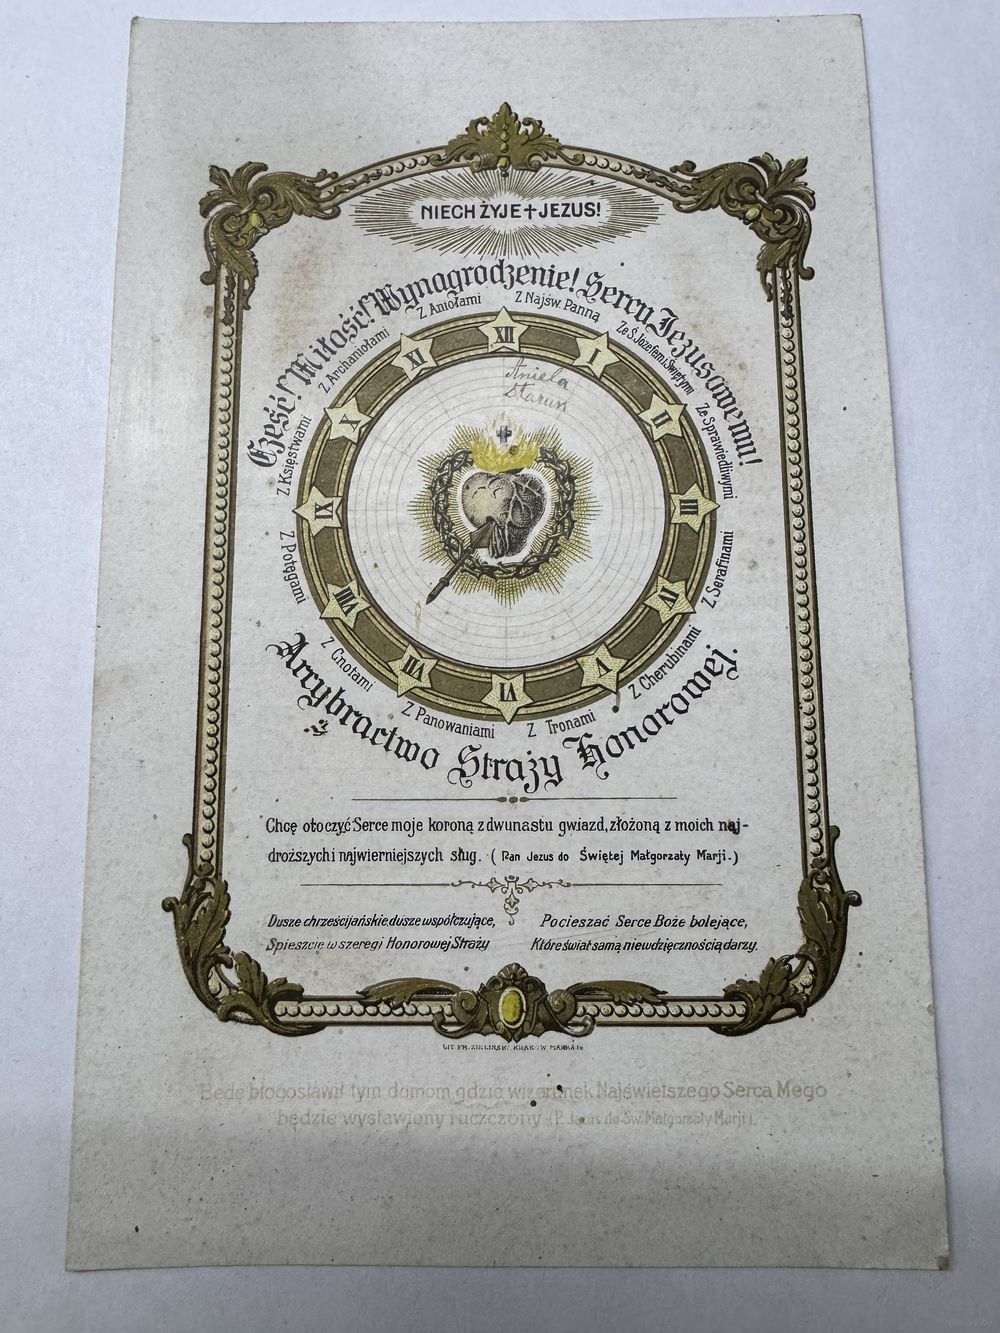 NIECH ŻYJE † JEZUS!
Cześć! Miłość! Wynagrodzenie! Sercu Jezusowemu!
XII
Z Najśw. Panną
I
Ze Ś. Józefem i Świętymi
II
Ze Sprawiedliwymi
III
Z Serafinami
IV
Z Cherubinami
V
Z Tronami
VI
Z Panowaniami
VII
Z Cnotami
VIII
Z Potęgami
IX
Z Księstwami
X
Z Archaniołami
XI
Z Aniołami
Aniela
Arcybractwo Straży Honorowej.
Chcę otoczyć Serce moje koroną z dwunastu gwiazd, złożoną z moich naj-
droższych i najwierniejszych sług. (Pan Jezus do Świętej Małgorzaty Marji.)
Dusze chrześcijańskie dusze współczujące,
Spieszcie w szeregi Honorowej Straży
Pocieszać Serce Boże bolejące,
Które świat samą niewdzięcznością darzy.
LIT. FR. ZIELIŃSKI, KRAKÓW
Będę błogosławił tym domom, gdzie wizerunek Najświetszego Serca Mego
będzie wystawiony i uczczony (P. Jezus do Św. Małgorzaty Marji).